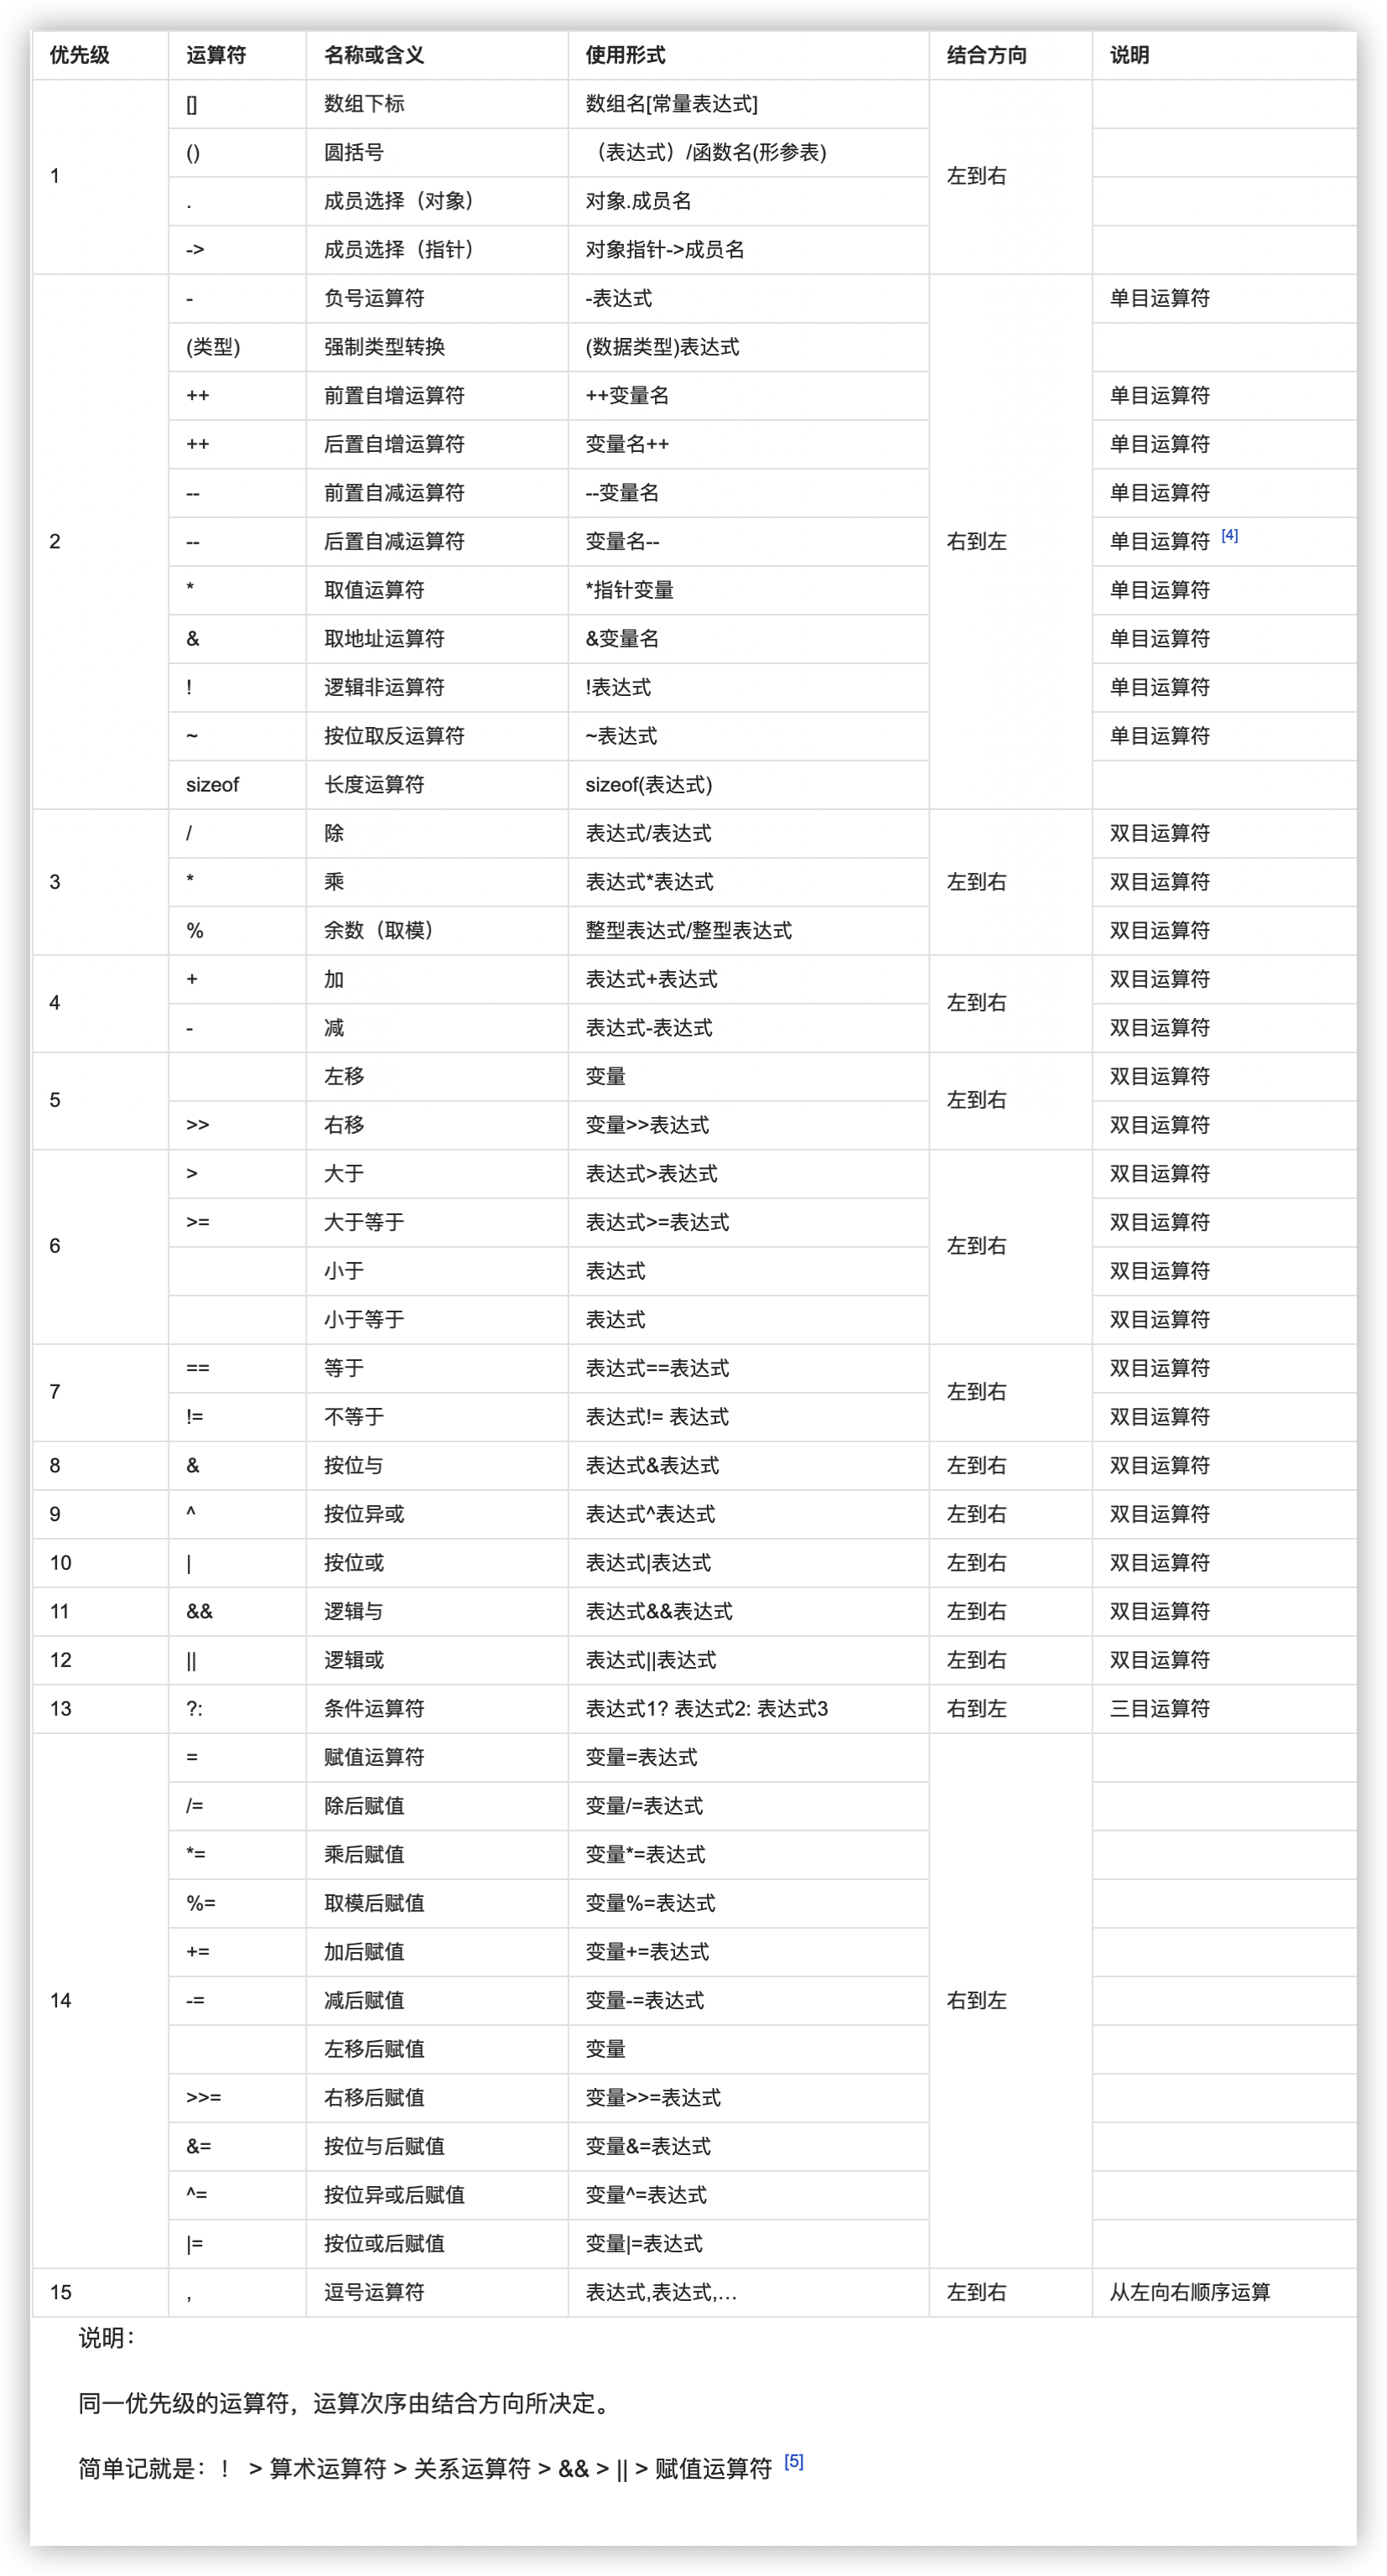 优先级 运算符 名称或含义 使用形式 结合方向 说明
1 [] 数组下标 数组名[常量表达式] 左到右
() 圆括号 （表达式）/函数名(形参表)
. 成员选择（对象） 对象.成员名
-> 成员选择（指针） 对象指针->成员名
2 - 负号运算符 -表达式 右到左 单目运算符
(类型) 强制类型转换 (数据类型)表达式
++ 前置自增运算符 ++变量名 单目运算符
++ 后置自增运算符 变量名++ 单目运算符
-- 前置自减运算符 --变量名 单目运算符
-- 后置自减运算符 变量名-- 单目运算符 [4]
* 取值运算符 *指针变量 单目运算符
& 取地址运算符 &变量名 单目运算符
! 逻辑非运算符 !表达式 单目运算符
~ 按位取反运算符 ~表达式 单目运算符
sizeof 长度运算符 sizeof(表达式)
3 / 除 表达式/表达式 左到右 双目运算符
* 乘 表达式*表达式 双目运算符
% 余数（取模） 整型表达式/整型表达式 双目运算符
4 + 加 表达式+表达式 左到右 双目运算符
- 减 表达式-表达式 双目运算符
5 左移 变量 左到右 双目运算符
>> 右移 变量>>表达式 双目运算符
6 > 大于 表达式>表达式 左到右 双目运算符
>= 大于等于 表达式>=表达式 双目运算符
小于 表达式 双目运算符
小于等于 表达式 双目运算符
7 == 等于 表达式==表达式 左到右 双目运算符
!= 不等于 表达式!= 表达式 双目运算符
8 & 按位与 表达式&表达式 左到右 双目运算符
9 ^ 按位异或 表达式^表达式 左到右 双目运算符
10 | 按位或 表达式|表达式 左到右 双目运算符
11 && 逻辑与 表达式&&表达式 左到右 双目运算符
12 || 逻辑或 表达式||表达式 左到右 双目运算符
13 ?: 条件运算符 表达式1? 表达式2: 表达式3 右到左 三目运算符
14 = 赋值运算符 变量=表达式 右到左
/= 除后赋值 变量/=表达式
*= 乘后赋值 变量*=表达式
%= 取模后赋值 变量%=表达式
+= 加后赋值 变量+=表达式
-= 减后赋值 变量-=表达式
左移后赋值 变量
>>= 右移后赋值 变量>>=表达式
&= 按位与后赋值 变量&=表达式
^= 按位异或后赋值 变量^=表达式
|= 按位或后赋值 变量|=表达式
15 , 逗号运算符 表达式,表达式,… 左到右 从左向右顺序运算
说明：
同一优先级的运算符，运算次序由结合方向所决定。
简单记就是：！ > 算术运算符 > 关系运算符 > && > || > 赋值运算符 [5]